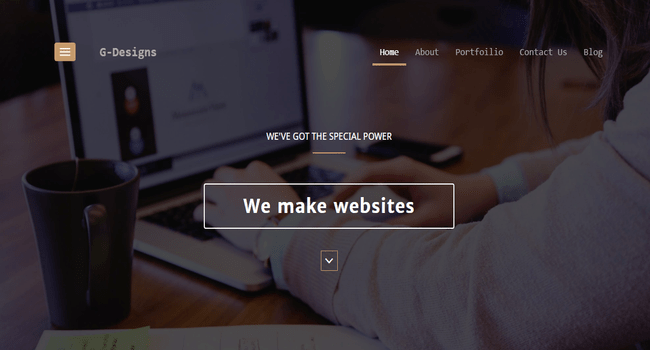 G-Designs
Home About Portfoilio Contact Us Blog
WE'VE GOT THE SPECIAL POWER
We make websites